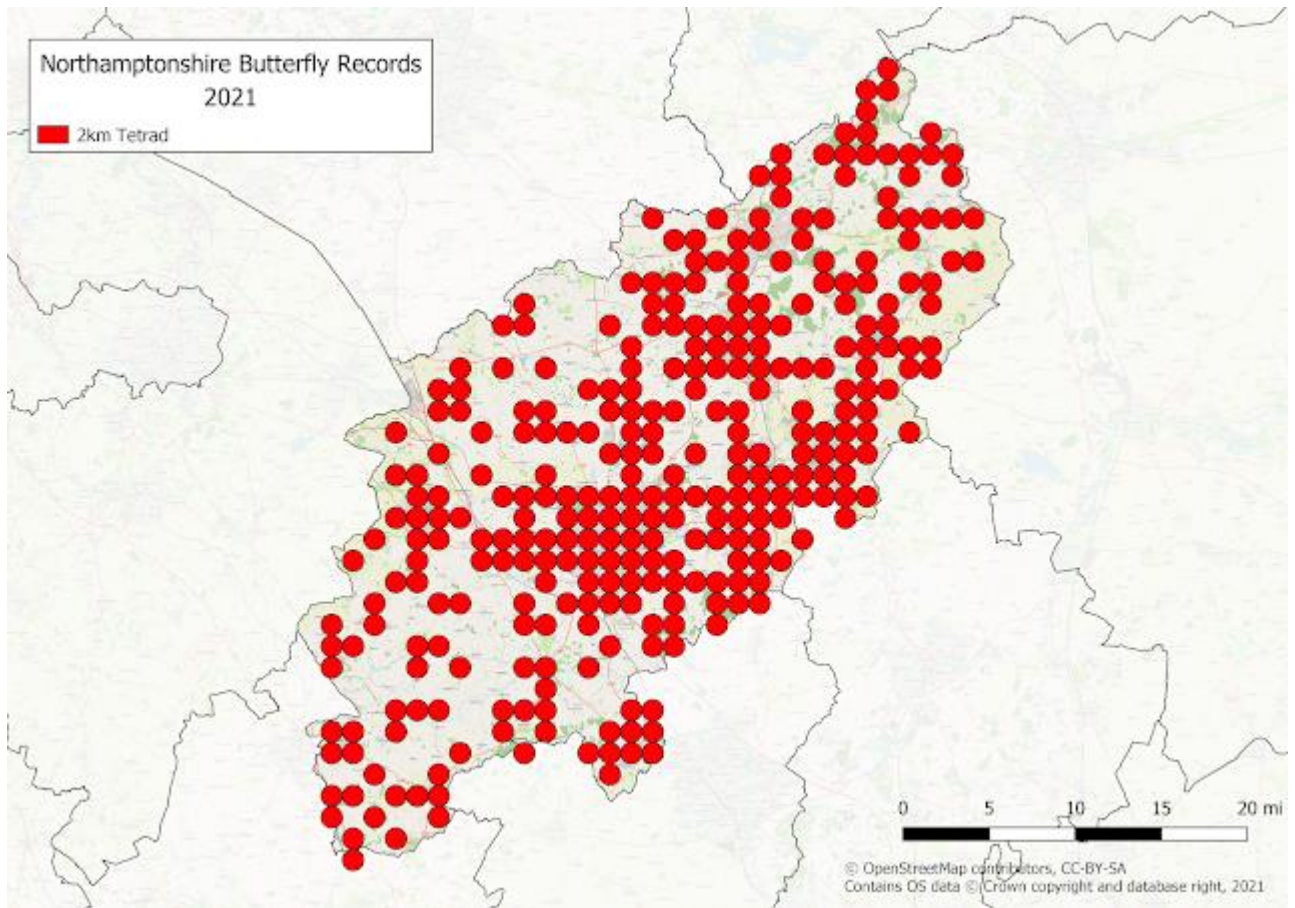 Northamptonshire Butterfly Records
2021
2km Tetrad
0 5 10 15 20 mi
© OpenStreetMap contributors, CC-BY-SA
Contains OS data © Crown copyright and database right, 2021